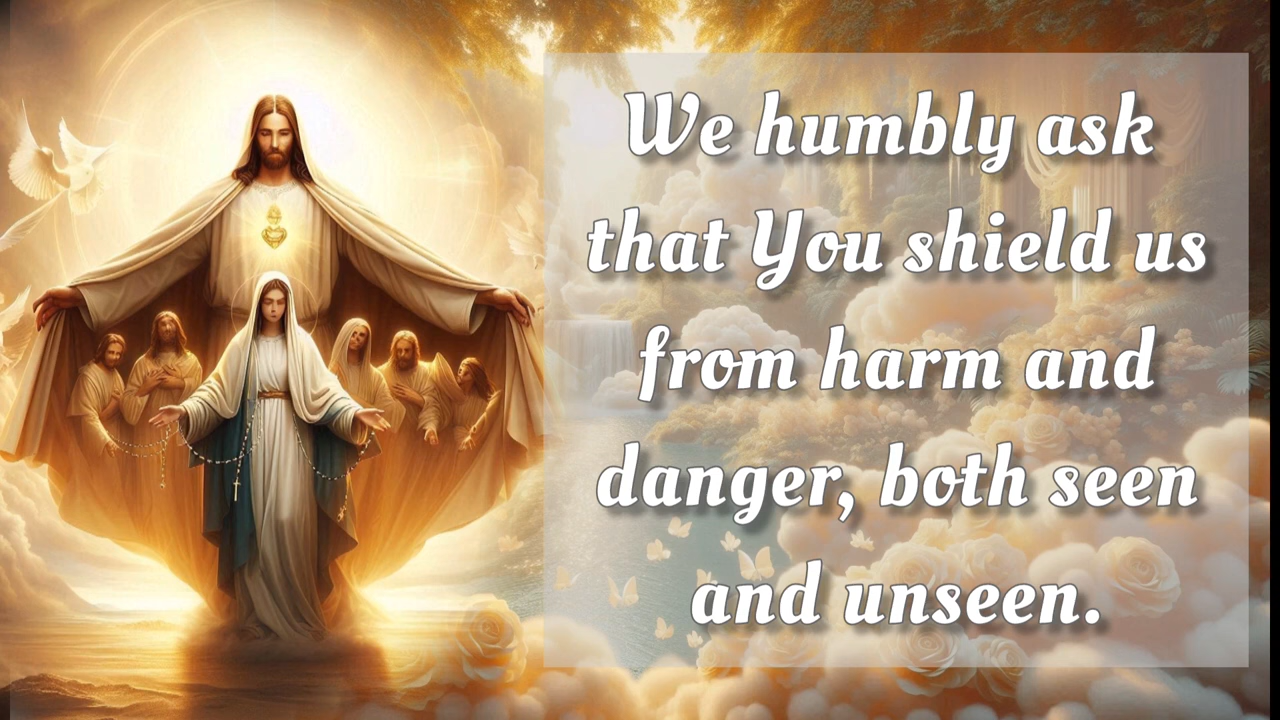 We humbly ask
that You shield us
from harm and
danger, both seen
and unseen.